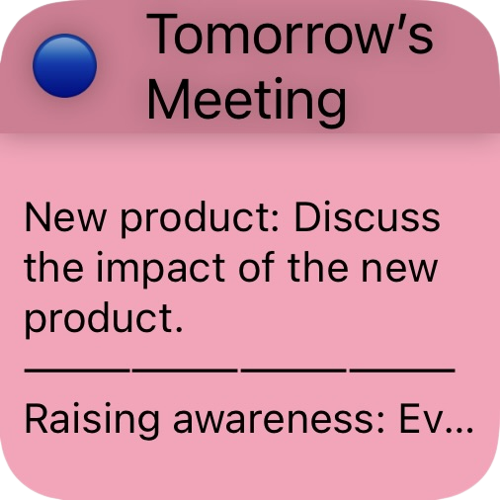 Tomorrow’s
Meeting
New product: Discuss
the impact of the new
product.
————————
Raising awareness: Ev...